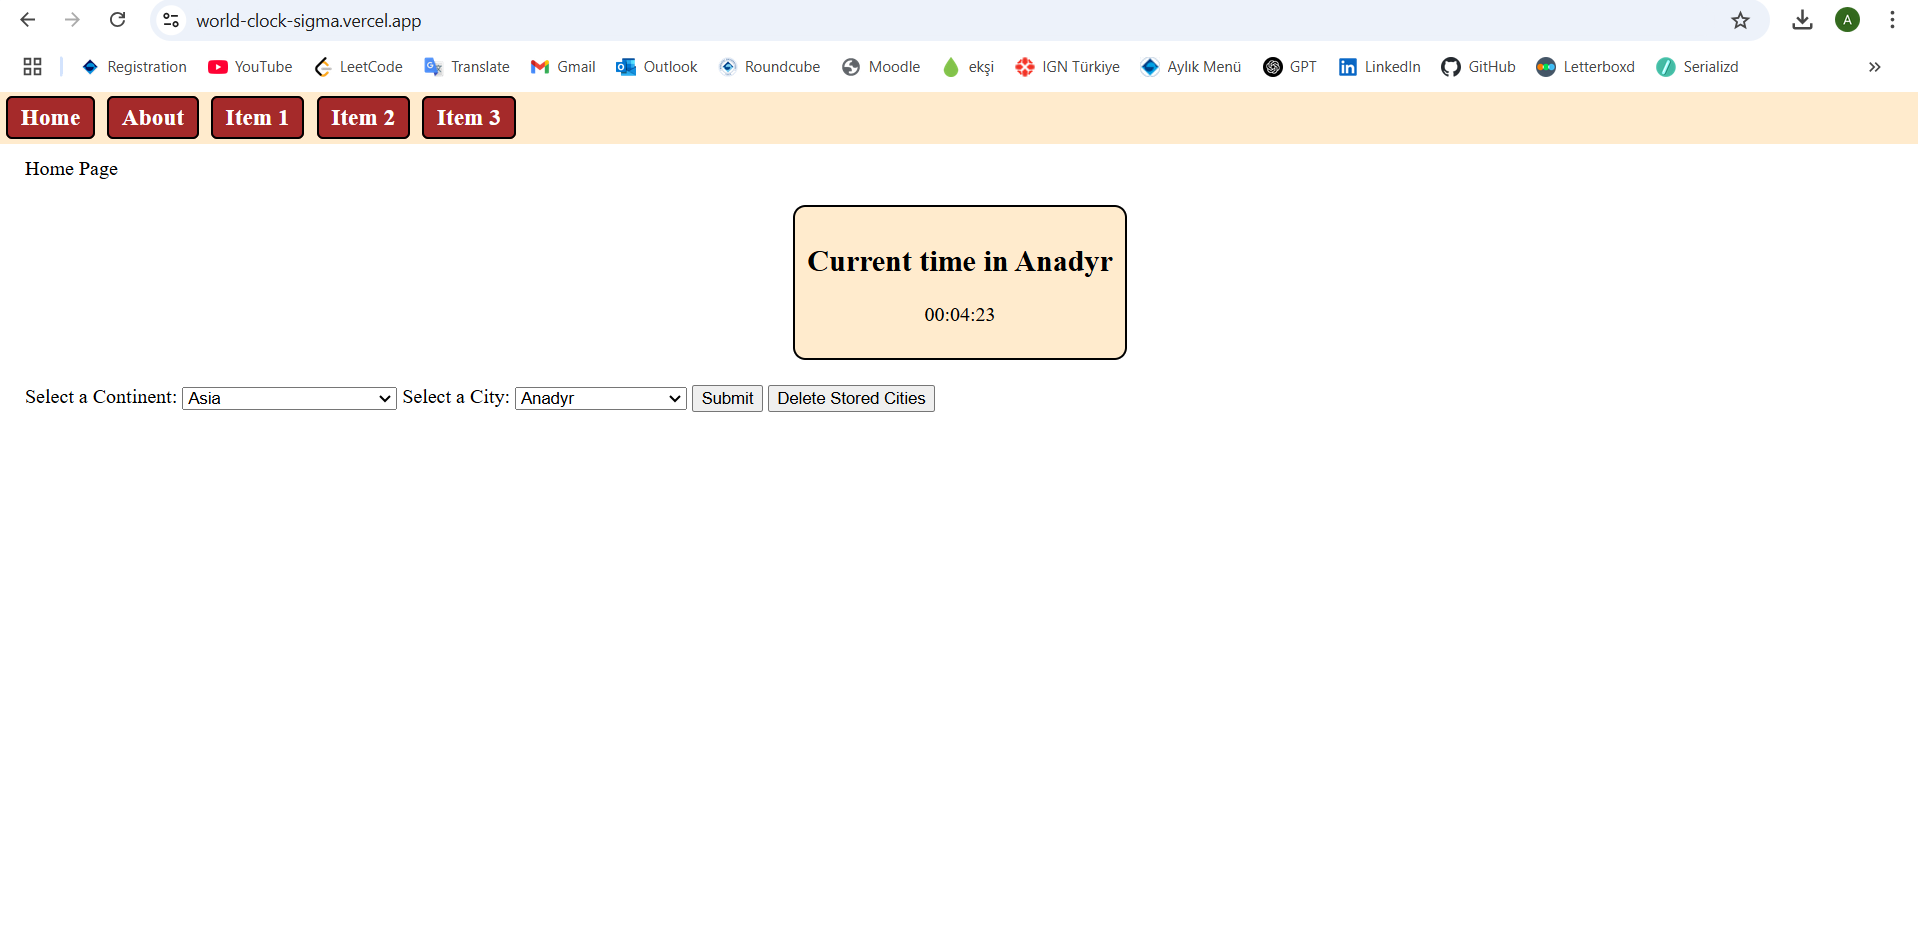 world-clock-sigma.vercel.app
A
Registration YouTube LeetCode Translate Gmail Outlook Roundcube Moodle ekşi IGN Türkiye Aylık Menü GPT LinkedIn GitHub Letterboxd Serializd
Home About Item 1 Item 2 Item 3
Home Page
Current time in Anadyr
00:04:23
Select a Continent: Asia Select a City: Anadyr Submit Delete Stored Cities